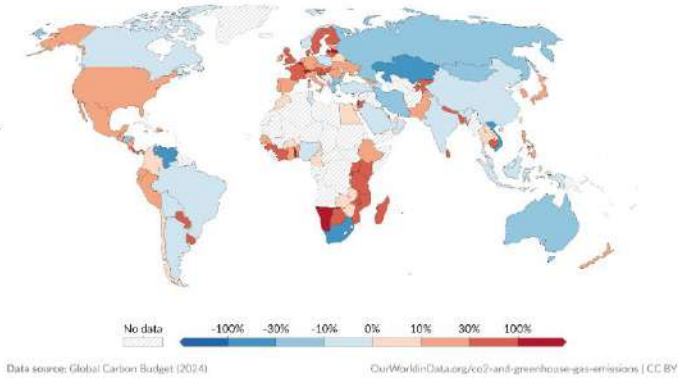 No data
-100%
-30%
-10%
0%
10%
30%
100%
Data source: Global Carbon Budget (2024)
OurWorldinData.org/co2-and-greenhouse-gas-emissions | CC BY